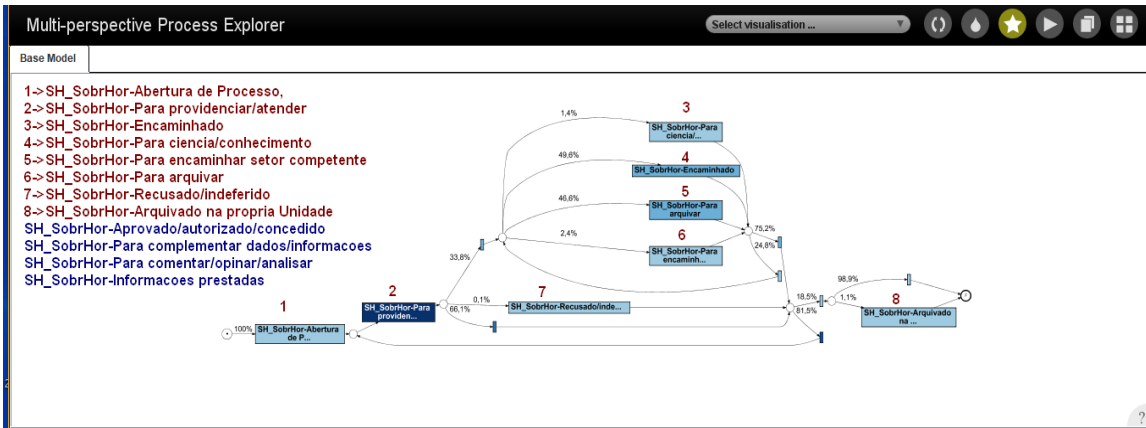 Multi-perspective Process Explorer
Select visualisation ...
Base Model
1->SH_SobrHor-Abertura de Processo,
2->SH_SobrHor-Para providenciar/atender
3->SH_SobrHor-Encaminhado
4->SH_SobrHor-Para ciencia/conhecimento
5->SH_SobrHor-Para encaminhar setor competente
6->SH_SobrHor-Para arquivar
7->SH_SobrHor-Recusado/indeferido
8->SH_SobrHor-Arquivado na propria Unidade
SH_SobrHor-Aprovado/autorizado/concedido
SH_SobrHor-Para complementar dados/informacoes
SH_SobrHor-Para comentar/opinar/analisar
SH_SobrHor-Informacoes prestadas
3
1,4%
SH_SobrHor-Para
ciencia/...
4
49,6%
SH_SobrHor-Encaminhado
5
46,6%
SH_SobrHor-Para
arquivar
6
2,4%
SH_SobrHor-Para
encaminh...
75,2%
24,8%
33,8%
2
SH_SobrHor-Para
providen...
0,1%
66,1%
7
SH_SobrHor-Recusado/inde...
18,5%
81,5%
98,9%
1,1%
8
SH_SobrHor-Arquivado
na ...
1
100%
SH_SobrHor-Abertura
de P...
?